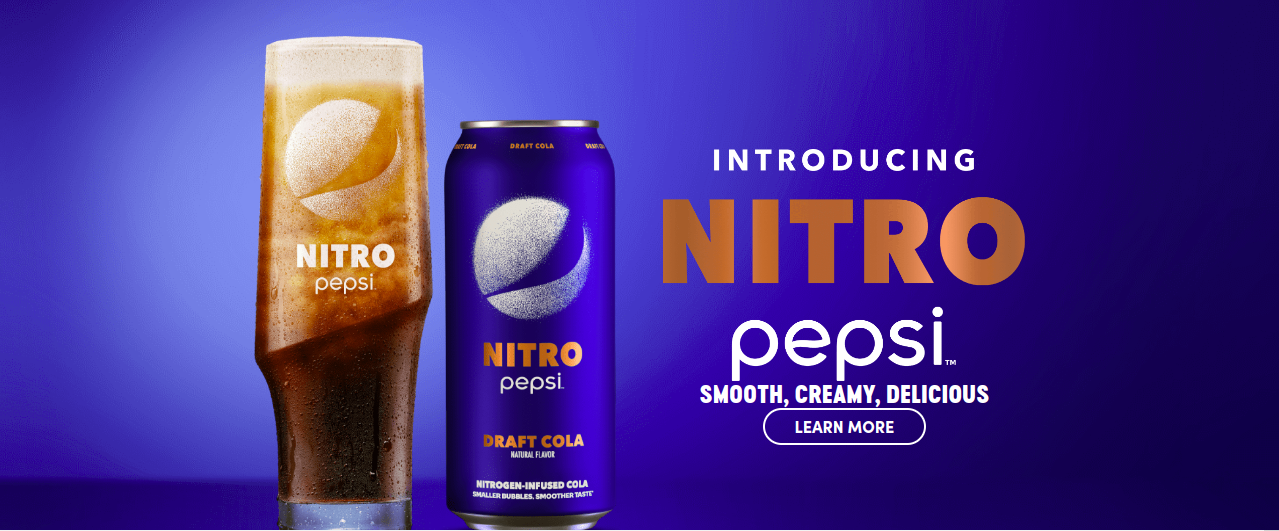 NITRO
pepsi
DRAFT COLA
NITRO
pepsi
DRAFT COLA
NATURAL FLAVOR
NITROGEN-INFUSED COLA
SMALLER BUBBLES. SMOOTHER TASTE
INTRODUCING
NITRO
pepsi™
SMOOTH, CREAMY, DELICIOUS
LEARN MORE